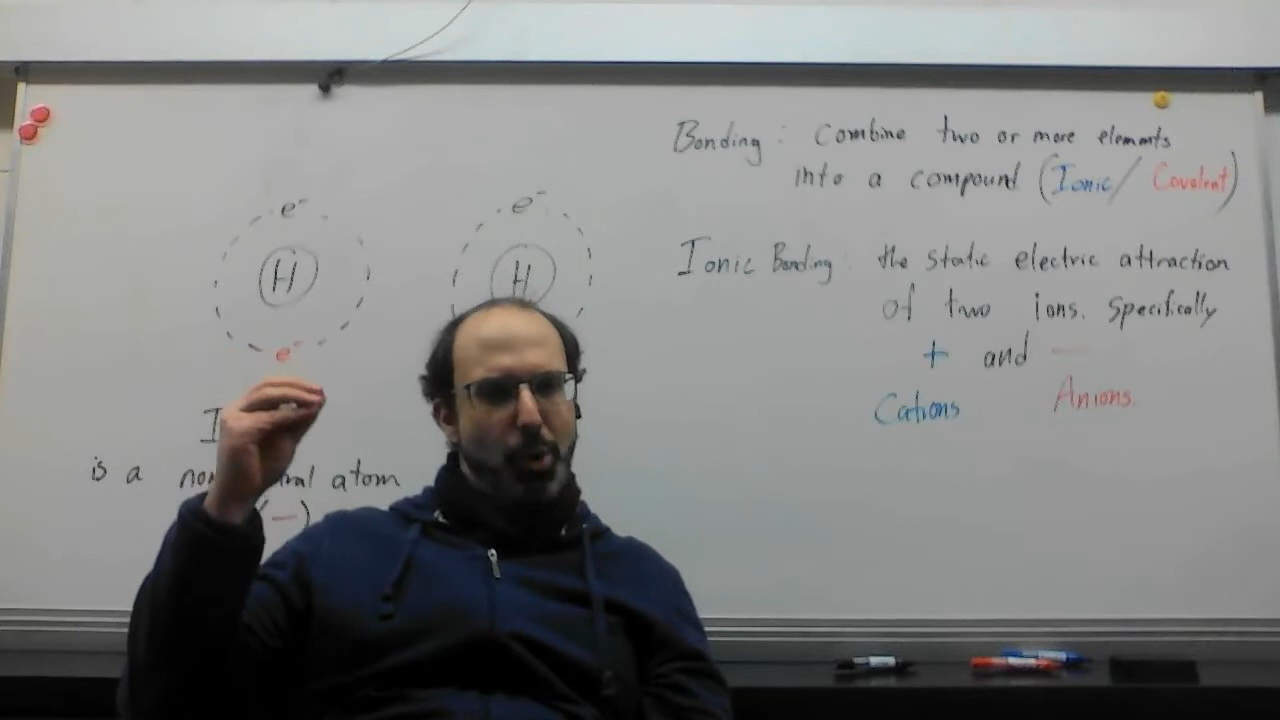 Bonding: Combine two or more elements
into a compound (Ionic/ Covalent)
Ionic Bonding: the static electric attraction
of two ions. Specifically
+ and −
Cations Anions.
e⁻
H
e⁻
e⁻
H
is a atom
(−)